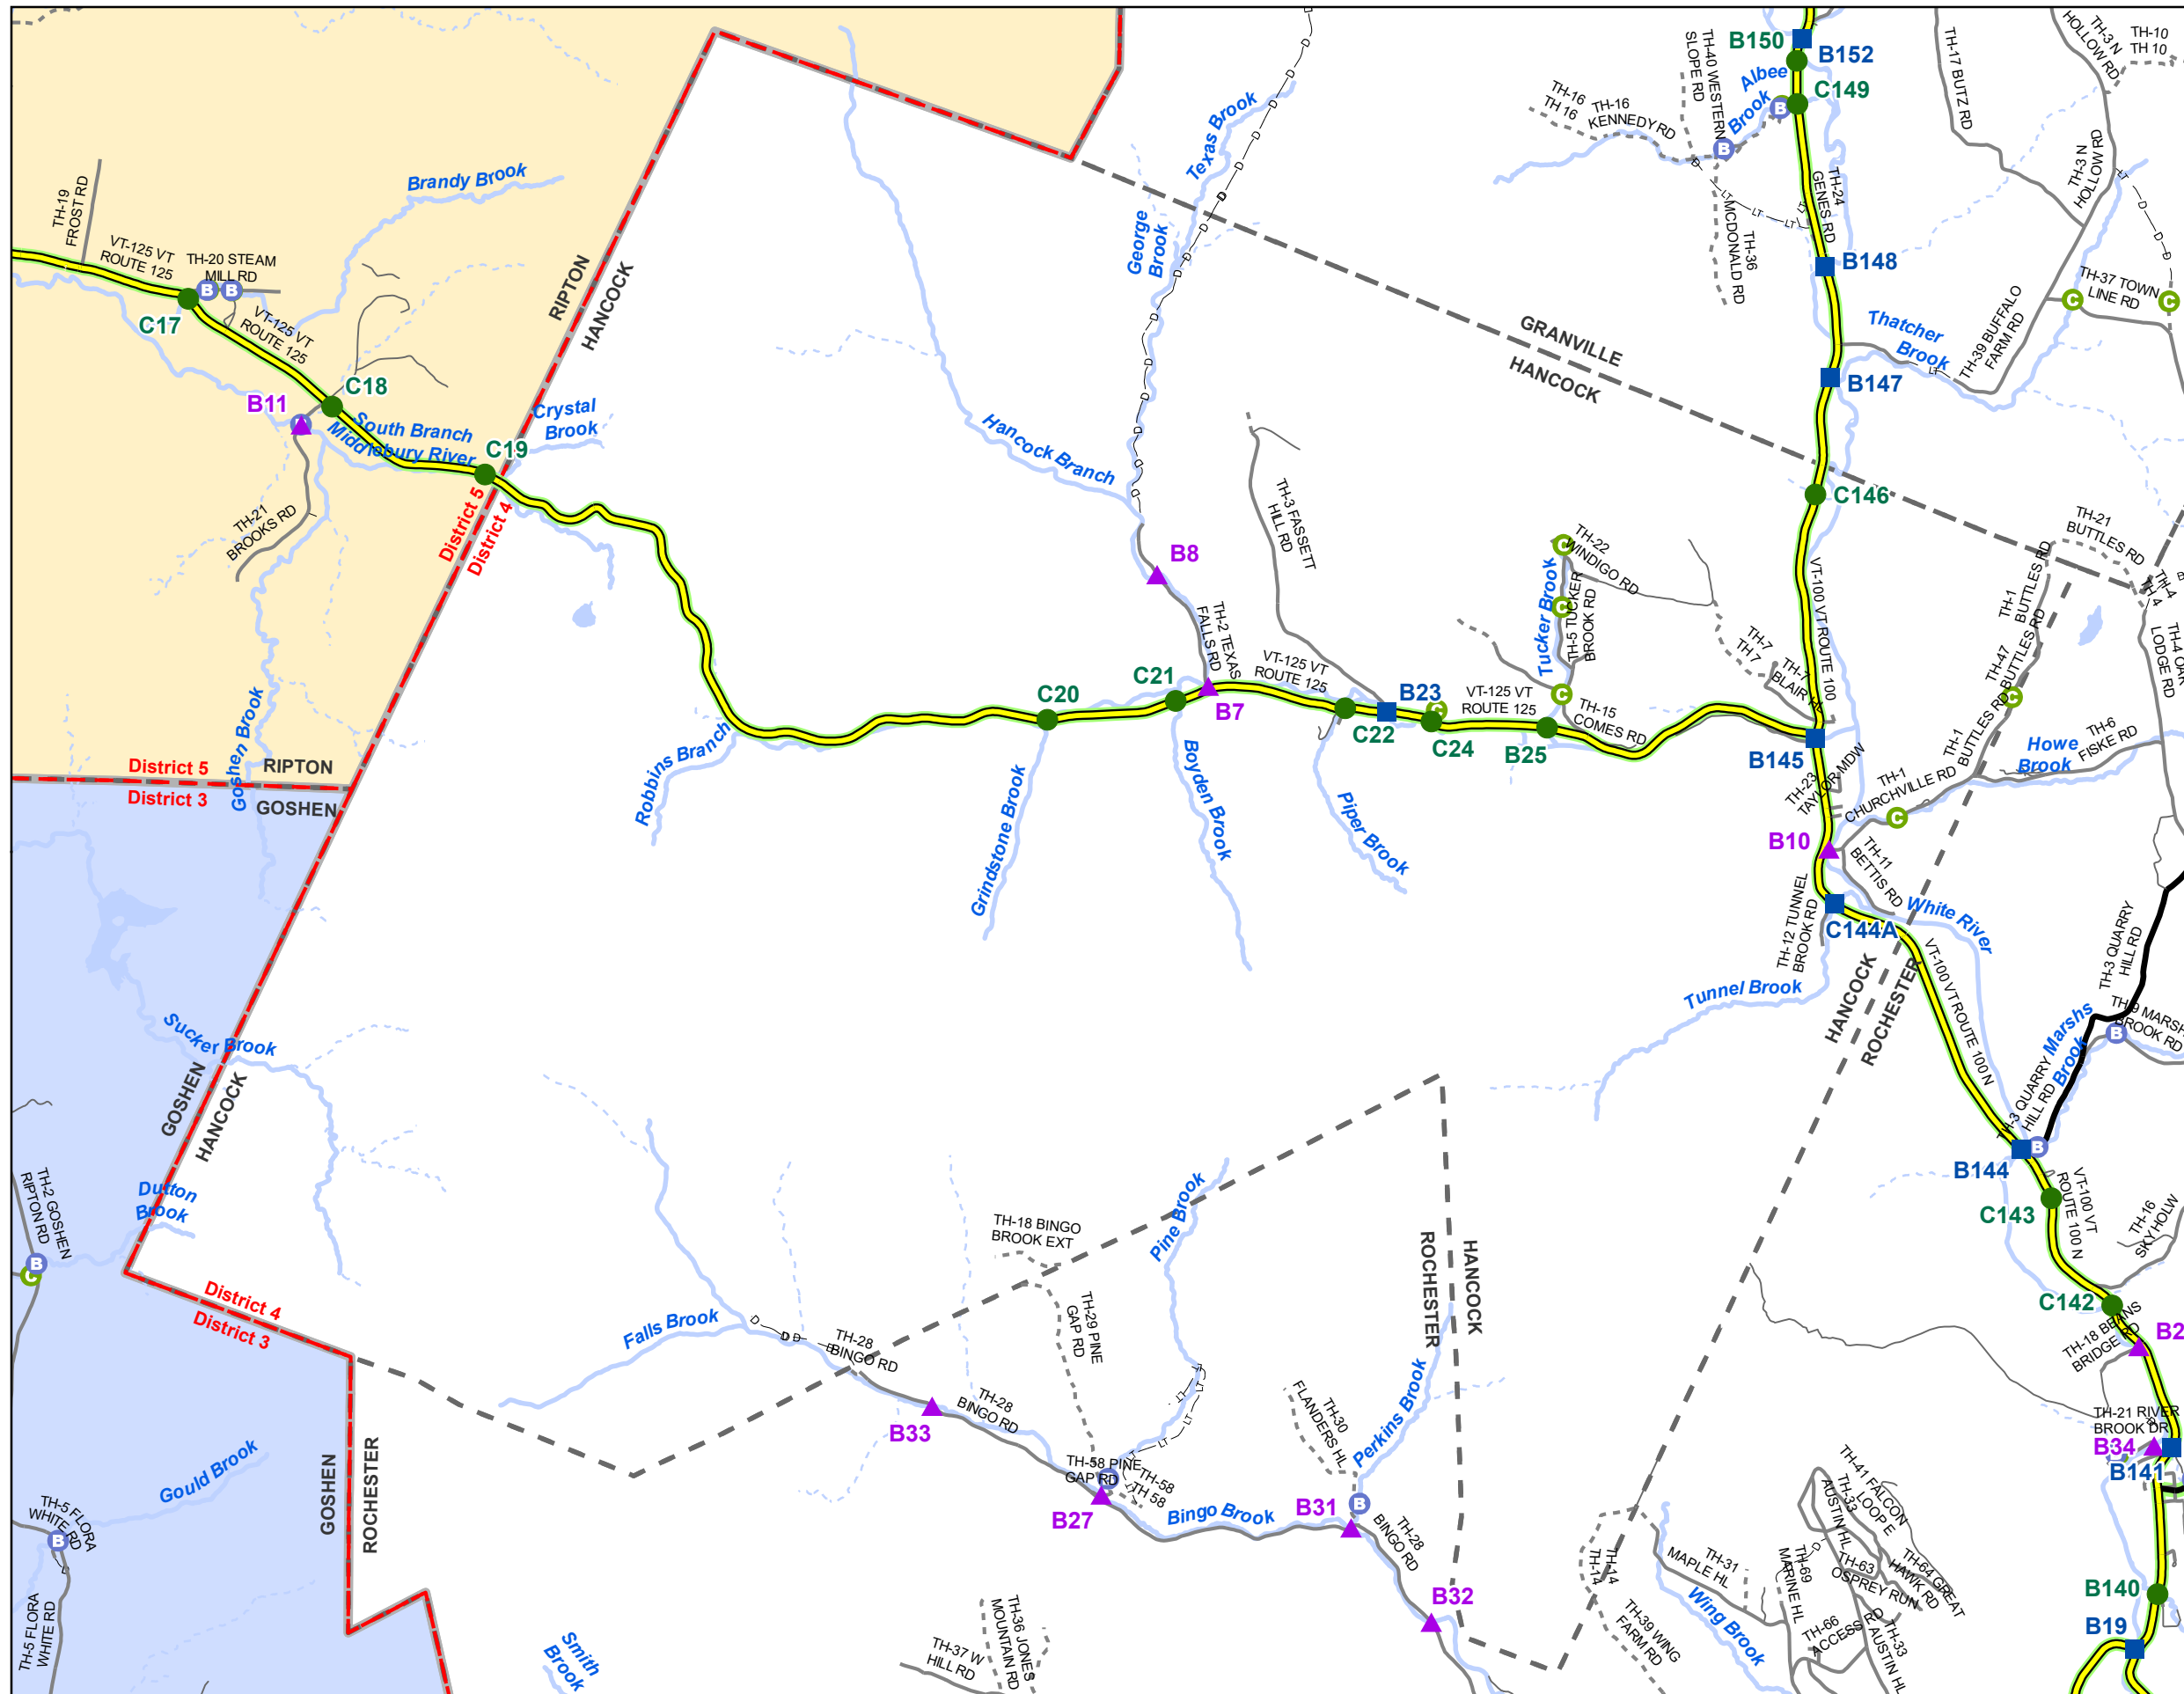 B150
B152
C149
Albee
Brook
B
B
TH-40 WESTERN
SLOPE RD
TH-16
TH 16
TH-16
KENNEDY RD
TH-17 BUTZ RD
TH-3 N
HOLLOW RD
TH-10
TH 10
TH-3 N
HOLLOW RD
TH-24
GENES RD
TH-36
MCDONALD RD
B148
TH-37 TOWN
LINE RD
C
C
Thatcher
Brook
TH-39 BUFFALO
FARM RD
B147
Texas Brook
George
Brook
Brandy Brook
TH-19
FROST RD
VT-125 VT
ROUTE 125
TH-20 STEAM
MILL RD
B
B
C17
VT-125 VT
ROUTE 125
C18
B11
South Branch
Middlebury River
Crystal
Brook
C19
RIPTON
HANCOCK
District 5
District 4
TH-21
BROOKS RD
Goshen Brook
District 5
RIPTON
District 3
GOSHEN
GRANVILLE
HANCOCK
Hancock Branch
B8
TH-3 FASSETT
HILL RD
TH-2 TEXAS
FALLS RD
C146
TH-22
WINDIGO RD
C
C
C
Tucker Brook
TH-5 TUCKER
BROOK RD
VT-100 VT ROUTE 100
TH-7
TH 7
TH-7
TH-21
BUTTLES RD
TH-1
BUTTLES RD
TH-47
BUTTLES RD
C
TH-4
TH 4
C20
C21
B7
VT-125 VT
ROUTE 125
C22
B23
C
C24
VT-125 VT
ROUTE 125
B25
TH-15
COMES RD
B145
TH-23
TAYLOR MDW
TH-1
BUTTLES RD
Howe
Brook
TH-6
FISKE RD
TH-1
CHURCHVILLE RD
C
B10
TH-11
BETTIS RD
TH-12 TUNNEL
BROOK RD
C144A
White River
Robbins Branch
Grindstone Brook
Boyden Brook
Piper Brook
Tunnel Brook
HANCOCK
ROCHESTER
VT-100 VT ROUTE 100 N
TH-3 QUARRY
HILL RD
Marshs
Brook
B
TH-3 QUARRY
HILL RD
B144
B
C143
VT-100 VT
ROUTE 100 N
TH-16
C142
TH-18 BEANS
BRIDGE RD
TH-21 RIVER
BROOK DR
B34
B141
B140
B19
Sucker Brook
GOSHEN
HANCOCK
Dutton
Brook
TH-2 GOSHEN
RIPTON RD
B
C
District 4
District 3
Falls Brook
TH-28
BINGO RD
TH-18 BINGO
BROOK EXT
Pine Brook
TH-29 PINE
GAP RD
B33
TH-28
BINGO RD
TH-58 PINE
GAP RD
TH-58
TH 58
B27
Bingo Brook
TH-30
FLANDERS HL
Perkins Brook
B31
B
TH-28
BINGO RD
B32
ROCHESTER
HANCOCK
GOSHEN
ROCHESTER
Gould Brook
TH-5 FLORA
WHITE RD
B
TH-5 FLORA
WHITE RD
Smith
Brook
TH-37 W
HILL RD
TH-36 JONES
MOUNTAIN RD
TH-14
TH-14
TH-39 WING
FARM RD
TH-31
MAPLE HL
Wing Brook
TH-69
MARINE HL
TH-66
ACCESS RD
TH-33
AUSTIN HL
TH-33
AUSTIN HL
TH-41 FALCON
LOOP E
TH-63
OSPREY RUN
TH-64 GREAT
HAWK RD